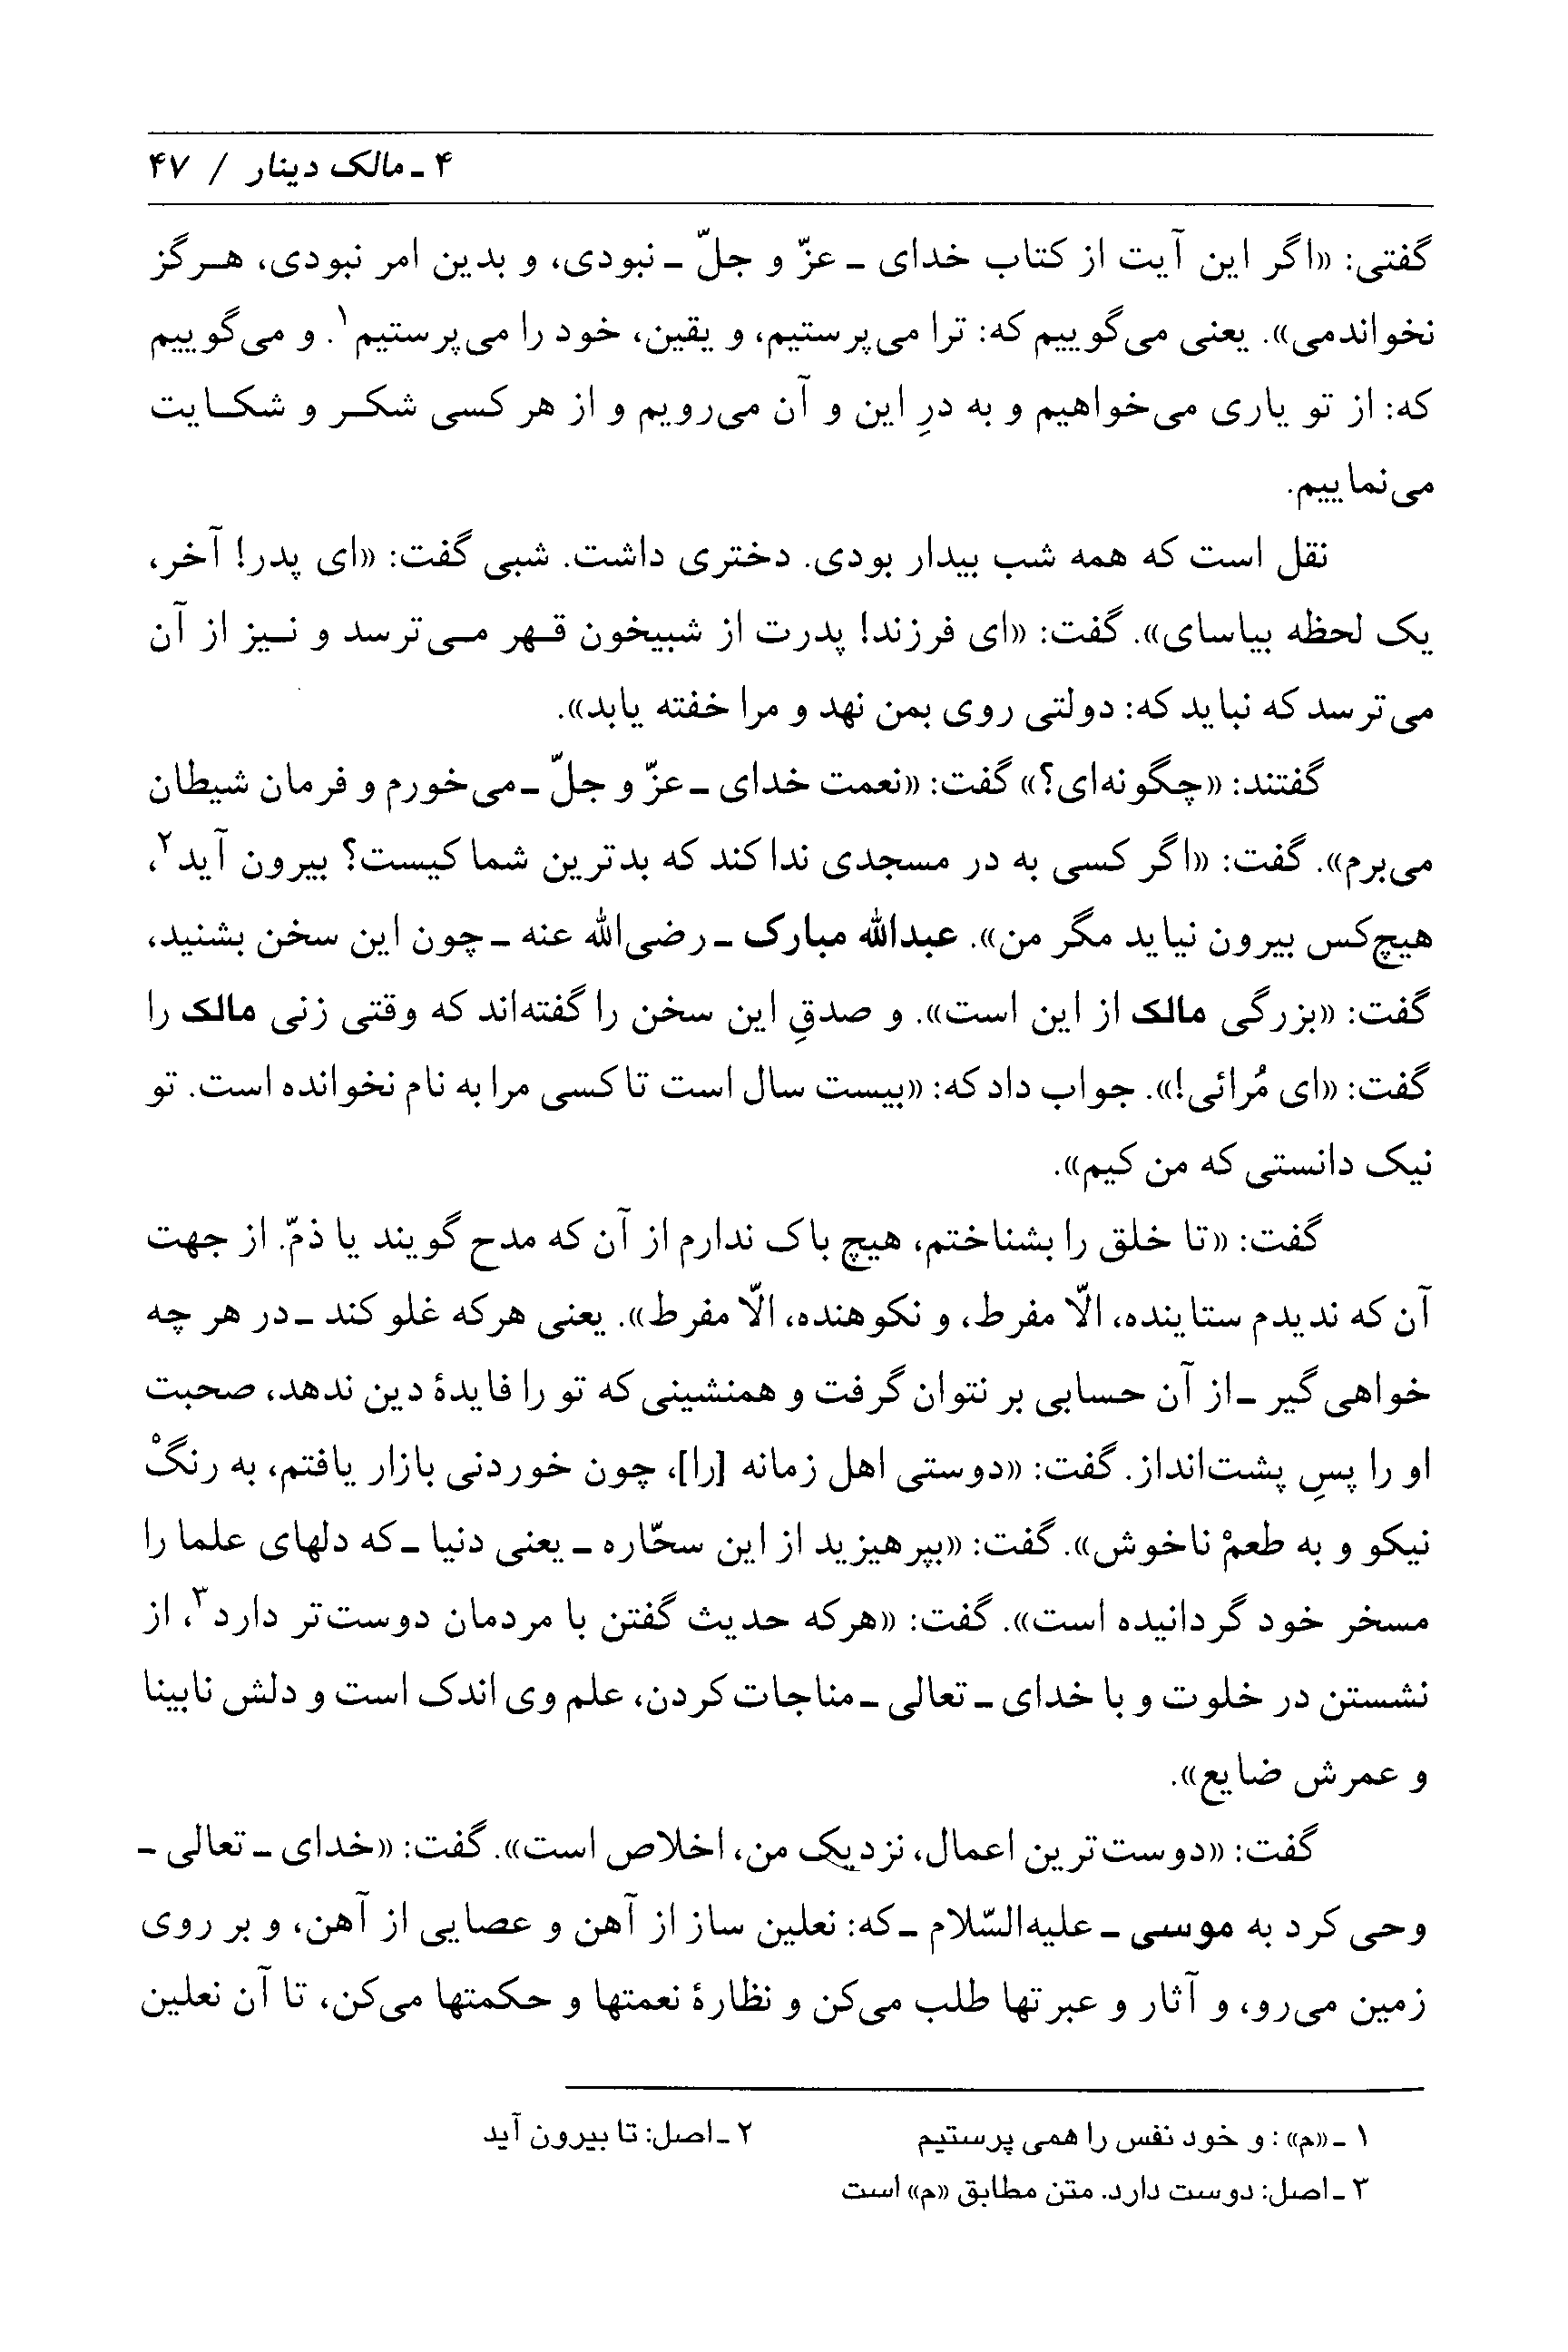 ۴ ـ مالک دینار / ۴۷
گفتی: «اگر این آیت از کتاب خدای ـ عزّ و جلّ ـ نبودی، و بدین امر نبودی، هرگز
نخواندمی». یعنی می‌گوییم که: ترا می‌پرستیم، و یقین، خود را می‌پرستیم۱. و می‌گوییم
که: از تو یاری می‌خواهیم و به درِ این و آن می‌رویم و از هر کسی شکر و شکایت
می‌نماییم.
نقل است که همه شب بیدار بودی. دختری داشت. شبی گفت: «ای پدر! آخر،
یک لحظه بیاسای». گفت: «ای فرزند! پدرت از شبیخون قهر می‌ترسد و نیز از آن
می‌ترسد که نباید که: دولتی روی بمن نهد و مرا خفته یابد».
گفتند: «چگونه‌ای؟» گفت: «نعمت خدای ـ عزّ و جلّ ـ می‌خورم و فرمان شیطان
می‌برم». گفت: «اگر کسی به در مسجدی ندا کند که بدترین شما کیست؟ بیرون آید۲،
هیچ‌کس بیرون نیاید مگر من». عبدالله مبارک ـ رضی‌الله عنه ـ چون این سخن بشنید،
گفت: «بزرگی مالک از این است». و صدقِ این سخن را گفته‌اند که وقتی زنی مالک را
گفت: «ای مُرائی!». جواب داد که: «بیست سال است تا کسی مرا به نام نخوانده است. تو
نیک دانستی که من کیم».
گفت: «تا خلق را بشناختم، هیچ باک ندارم از آن که مدح گویند یا ذمّ. از جهت
آن که ندیدم ستاینده، الّا مفرط، و نکوهنده، الّا مفرط». یعنی هرکه غلو کند ـ در هر چه
خواهی گیر ـ از آن حسابی بر نتوان گرفت و همنشینی که تو را فایدهٔ دین ندهد، صحبت
او را پسِ پشت‌انداز. گفت: «دوستی اهل زمانه [را]، چون خوردنی بازار یافتم، به رنگْ
نیکو و به طعمْ ناخوش». گفت: «بپرهیزید از این سحّاره ـ یعنی دنیا ـ که دلهای علما را
مسخر خود گردانیده است». گفت: «هرکه حدیث گفتن با مردمان دوست‌تر دارد۳، از
نشستن در خلوت و با خدای ـ تعالی ـ مناجات کردن، علم وی اندک است و دلش نابینا
و عمرش ضایع».
گفت: «دوست‌ترین اعمال، نزدیک من، اخلاص است». گفت: «خدای ـ تعالی ـ
وحی کرد به موسی ـ علیه‌السّلام ـ که: نعلین ساز از آهن و عصایی از آهن، و بر روی
زمین می‌رو، و آثار و عبرتها طلب می‌کن و نظارهٔ نعمتها و حکمتها می‌کن، تا آن نعلین
۱ ـ «م»: و خود نفس را همی پرستیم ۲ ـ اصل: تا بیرون آید
۳ ـ اصل: دوست دارد. متن مطابق «م» است